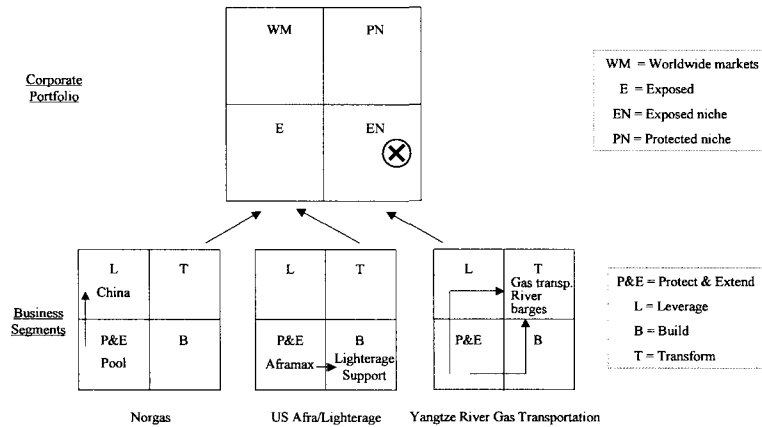 Corporate
Portfolio
WM PN
E EN
WM = Worldwide markets
E = Exposed
EN = Exposed niche
PN = Protected niche
Business
Segments
L T
China
P&E B
Pool
Norgas
L T
P&E B
Aframax Lighterage
Support
US Afra/Lighterage
L T
Gas transp.
River
barges
P&E B
Yangtze River Gas Transportation
P&E = Protect & Extend
L = Leverage
B = Build
T = Transform